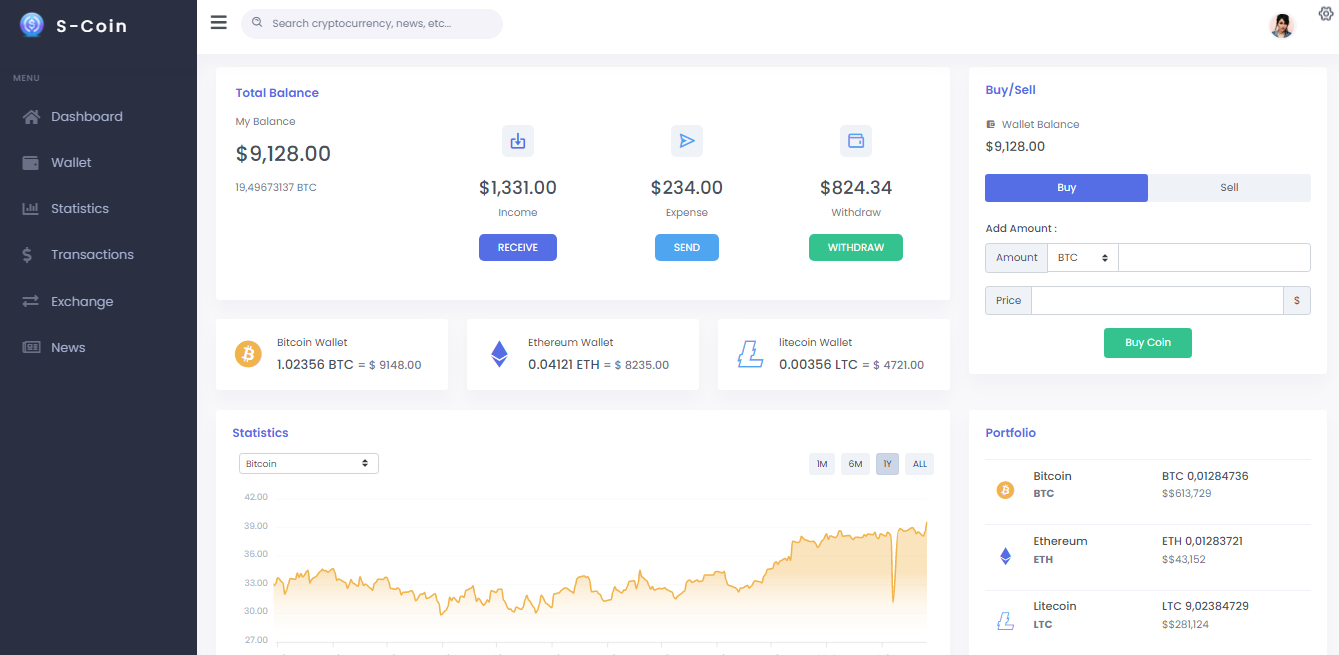 S-Coin
Search cryptocurrency, news, etc...
MENU
Dashboard
Wallet
Statistics
Transactions
Exchange
News
Total Balance
My Balance
$9,128.00
19,49673137 BTC
$1,331.00
Income
RECEIVE
$234.00
Expense
SEND
$824.34
Withdraw
WITHDRAW
Buy/Sell
Wallet Balance
$9,128.00
Buy Sell
Add Amount :
Amount BTC
Price $
Buy Coin
Bitcoin Wallet
1.02356 BTC = $ 9148.00
Ethereum Wallet
0.04121 ETH = $ 8235.00
litecoin Wallet
0.00356 LTC = $ 4721.00
Statistics
Bitcoin
1M 6M 1Y ALL
42.00
39.00
36.00
33.00
30.00
27.00
Portfolio
Bitcoin BTC 0,01284736
BTC $$613,729
Ethereum ETH 0,01283721
ETH $$43,152
Litecoin LTC 9,02384729
LTC $$281,124